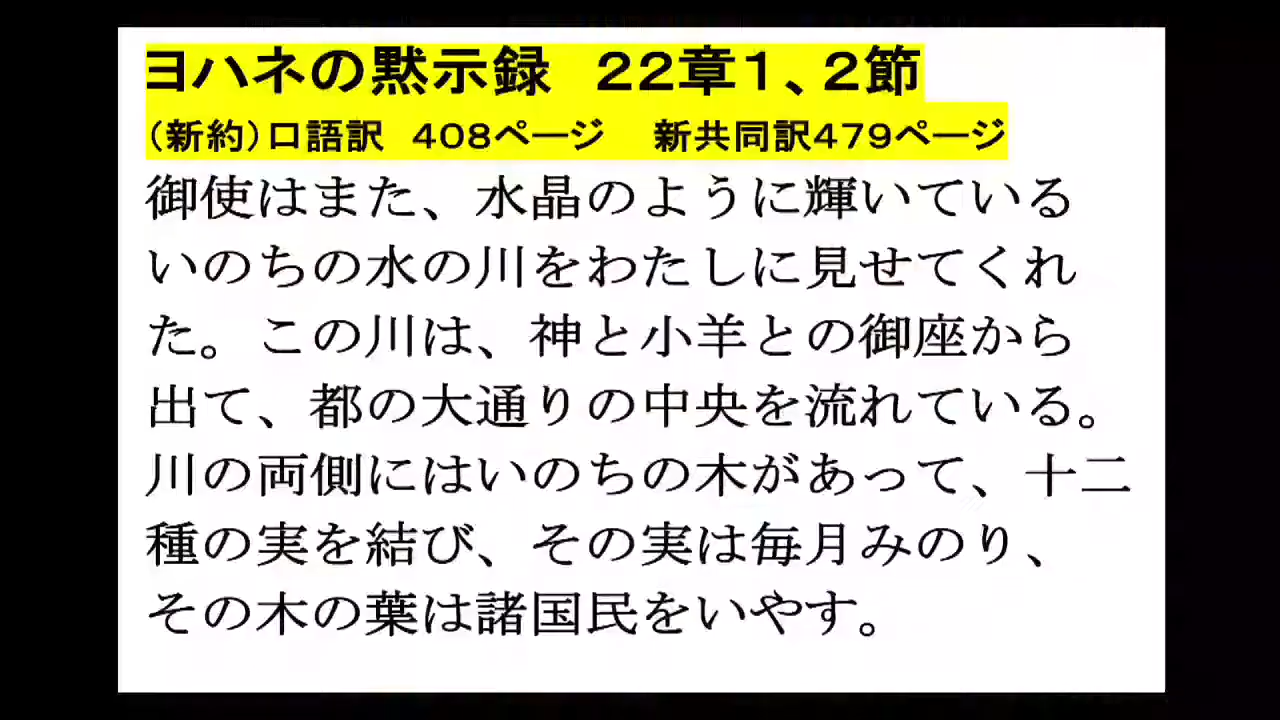 ヨハネの黙示録　２２章１、２節
（新約）口語訳　４０８ページ　新共同訳４７９ページ
御使はまた、水晶のように輝いている
いのちの水の川をわたしに見せてくれ
た。この川は、神と小羊との御座から
出て、都の大通りの中央を流れている。
川の両側にはいのちの木があって、十二
種の実を結び、その実は毎月みのり、
その木の葉は諸国民をいやす。